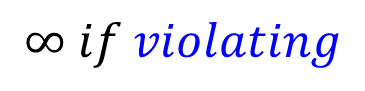 ∞ if violating